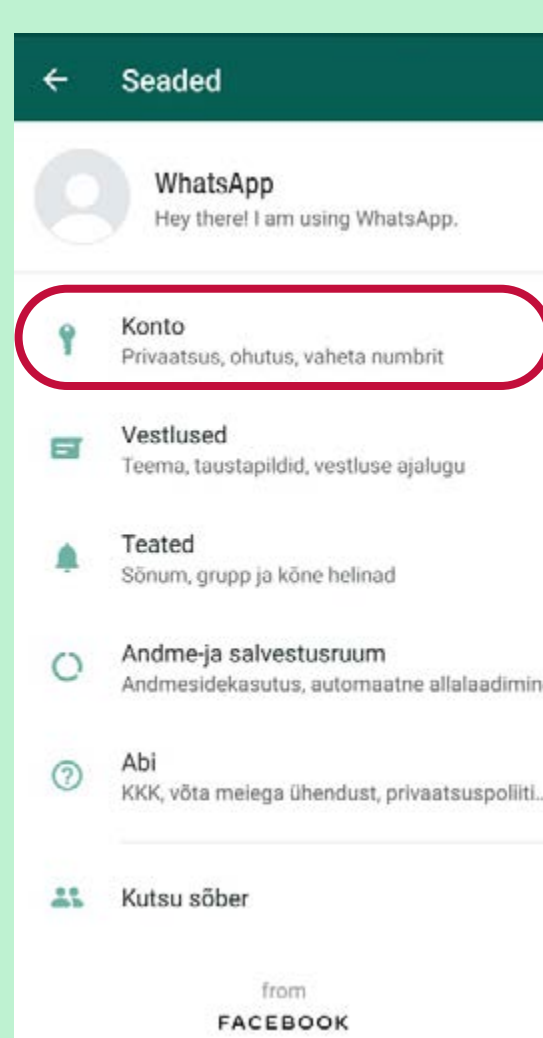 Seaded
WhatsApp
Hey there! I am using WhatsApp.
Konto
Privaatsus, ohutus, vaheta numbrit
Vestlused
Teema, taustapildid, vestluse ajalugu
Teated
Sõnum, grupp ja kõne helinad
Andme-ja salvestusruum
Andmesidekasutus, automaatne allalaadimin
Abi
KKK, võta meiega ühendust, privaatsuspoliiti...
Kutsu sõber
from
FACEBOOK